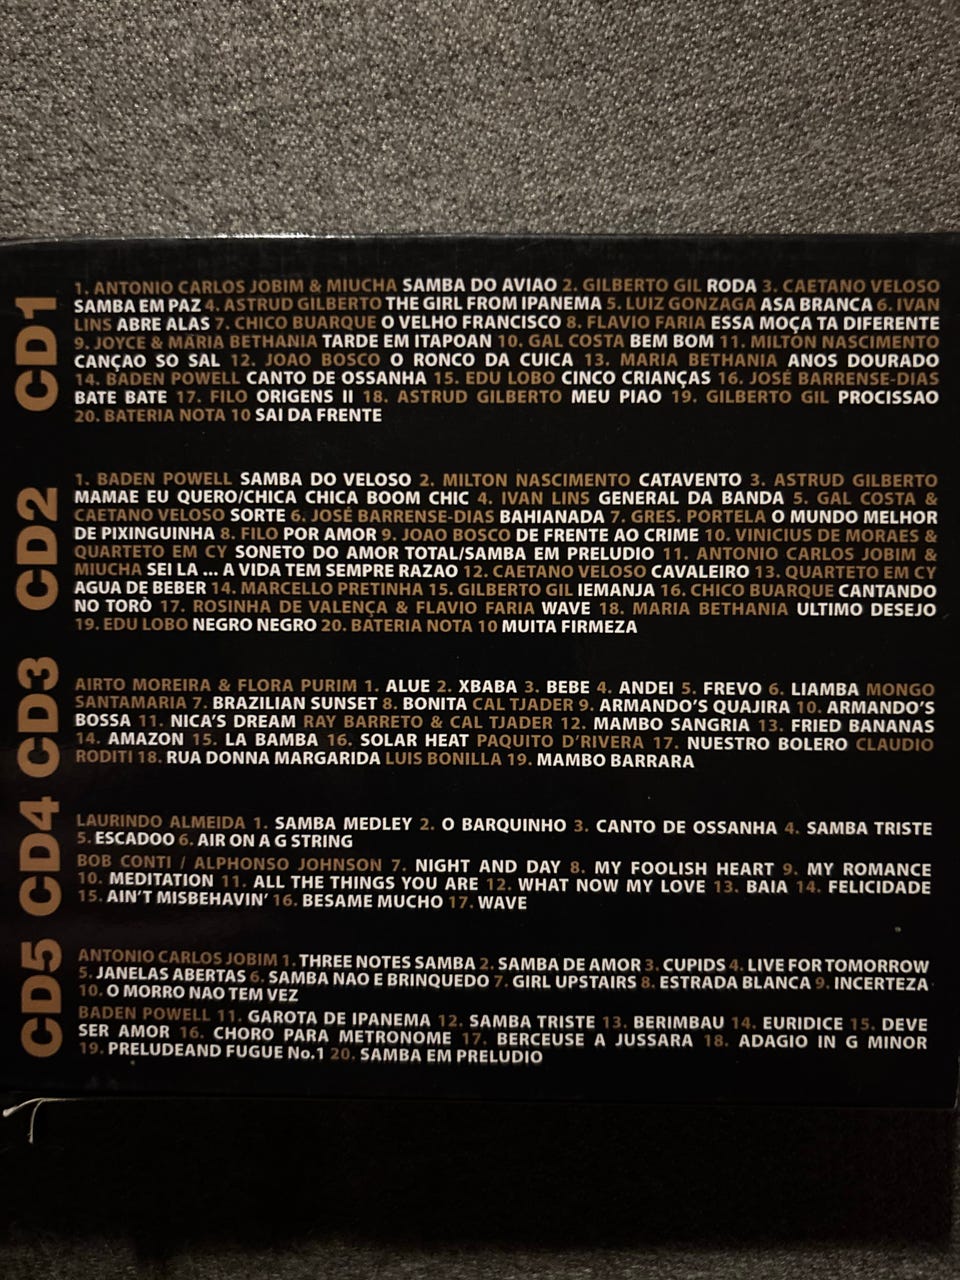 CD1
1. ANTONIO CARLOS JOBIM & MIUCHA SAMBA DO AVIAO 2. GILBERTO GIL RODA 3. CAETANO VELOSO
SAMBA EM PAZ 4. ASTRUD GILBERTO THE GIRL FROM IPANEMA 5. LUIZ GONZAGA ASA BRANCA 6. IVAN
LINS ABRE ALAS 7. CHICO BUARQUE O VELHO FRANCISCO 8. FLAVIO FARIA ESSA MOÇA TA DIFERENTE
9. JOYCE & MARIA BETHANIA TARDE EM ITAPOAN 10. GAL COSTA BEM BOM 11. MILTON NASCIMENTO
CANÇAO SO SAL 12. JOAO BOSCO O RONCO DA CUICA 13. MARIA BETHANIA ANOS DOURADO
14. BADEN POWELL CANTO DE OSSANHA 15. EDU LOBO CINCO CRIANÇAS 16. JOSÉ BARRENSE-DIAS
BATE BATE 17. FILO ORIGENS II 18. ASTRUD GILBERTO MEU PIAO 19. GILBERTO GIL PROCISSAO
20. BATERIA NOTA 10 SAI DA FRENTE
CD2
1. BADEN POWELL SAMBA DO VELOSO 2. MILTON NASCIMENTO CATAVENTO 3. ASTRUD GILBERTO
MAMAE EU QUERO/CHICA CHICA BOOM CHIC 4. IVAN LINS GENERAL DA BANDA 5. GAL COSTA &
CAETANO VELOSO SORTE 6. JOSÉ BARRENSE-DIAS BAHIANADA 7. GRES. PORTELA O MUNDO MELHOR
DE PIXINGUINHA 8. FILO POR AMOR 9. JOAO BOSCO DE FRENTE AO CRIME 10. VINICIUS DE MORAES &
QUARTETO EM CY SONETO DO AMOR TOTAL/SAMBA EM PRELUDIO 11. ANTONIO CARLOS JOBIM &
MIUCHA SEI LA ... A VIDA TEM SEMPRE RAZAO 12. CAETANO VELOSO CAVALEIRO 13. QUARTETO EM CY
AGUA DE BEBER 14. MARCELLO PRETINHA 15. GILBERTO GIL IEMANJA 16. CHICO BUARQUE CANTANDO
NO TORÒ 17. ROSINHA DE VALENÇA & FLAVIO FARIA WAVE 18. MARIA BETHANIA ULTIMO DESEJO
19. EDU LOBO NEGRO NEGRO 20. BATERIA NOTA 10 MUITA FIRMEZA
CD3
AIRTO MOREIRA & FLORA PURIM 1. ALUE 2. XBABA 3. BEBE 4. ANDEI 5. FREVO 6. LIAMBA MONGO
SANTAMARIA 7. BRAZILIAN SUNSET 8. BONITA CAL TJADER 9. ARMANDO'S QUAJIRA 10. ARMANDO'S
BOSSA 11. NICA'S DREAM RAY BARRETO & CAL TJADER 12. MAMBO SANGRIA 13. FRIED BANANAS
14. AMAZON 15. LA BAMBA 16. SOLAR HEAT PAQUITO D'RIVERA 17. NUESTRO BOLERO CLAUDIO
RODITI 18. RUA DONNA MARGARIDA LUIS BONILLA 19. MAMBO BARRARA
CD4
LAURINDO ALMEIDA 1. SAMBA MEDLEY 2. O BARQUINHO 3. CANTO DE OSSANHA 4. SAMBA TRISTE
5. ESCADOO 6. AIR ON A G STRING
BOB CONTI / ALPHONSO JOHNSON 7. NIGHT AND DAY 8. MY FOOLISH HEART 9. MY ROMANCE
10. MEDITATION 11. ALL THE THINGS YOU ARE 12. WHAT NOW MY LOVE 13. BAIA 14. FELICIDADE
15. AIN'T MISBEHAVIN' 16. BESAME MUCHO 17. WAVE
CD5
ANTONIO CARLOS JOBIM 1. THREE NOTES SAMBA 2. SAMBA DE AMOR 3. CUPIDS 4. LIVE FOR TOMORROW
5. JANELAS ABERTAS 6. SAMBA NAO E BRINQUEDO 7. GIRL UPSTAIRS 8. ESTRADA BLANCA 9. INCERTEZA
10. O MORRO NAO TEM VEZ
BADEN POWELL 11. GAROTA DE IPANEMA 12. SAMBA TRISTE 13. BERIMBAU 14. EURIDICE 15. DEVE
SER AMOR 16. CHORO PARA METRONOME 17. BERCEUSE A JUSSARA 18. ADAGIO IN G MINOR
19. PRELUDEAND FUGUE No.1 20. SAMBA EM PRELUDIO